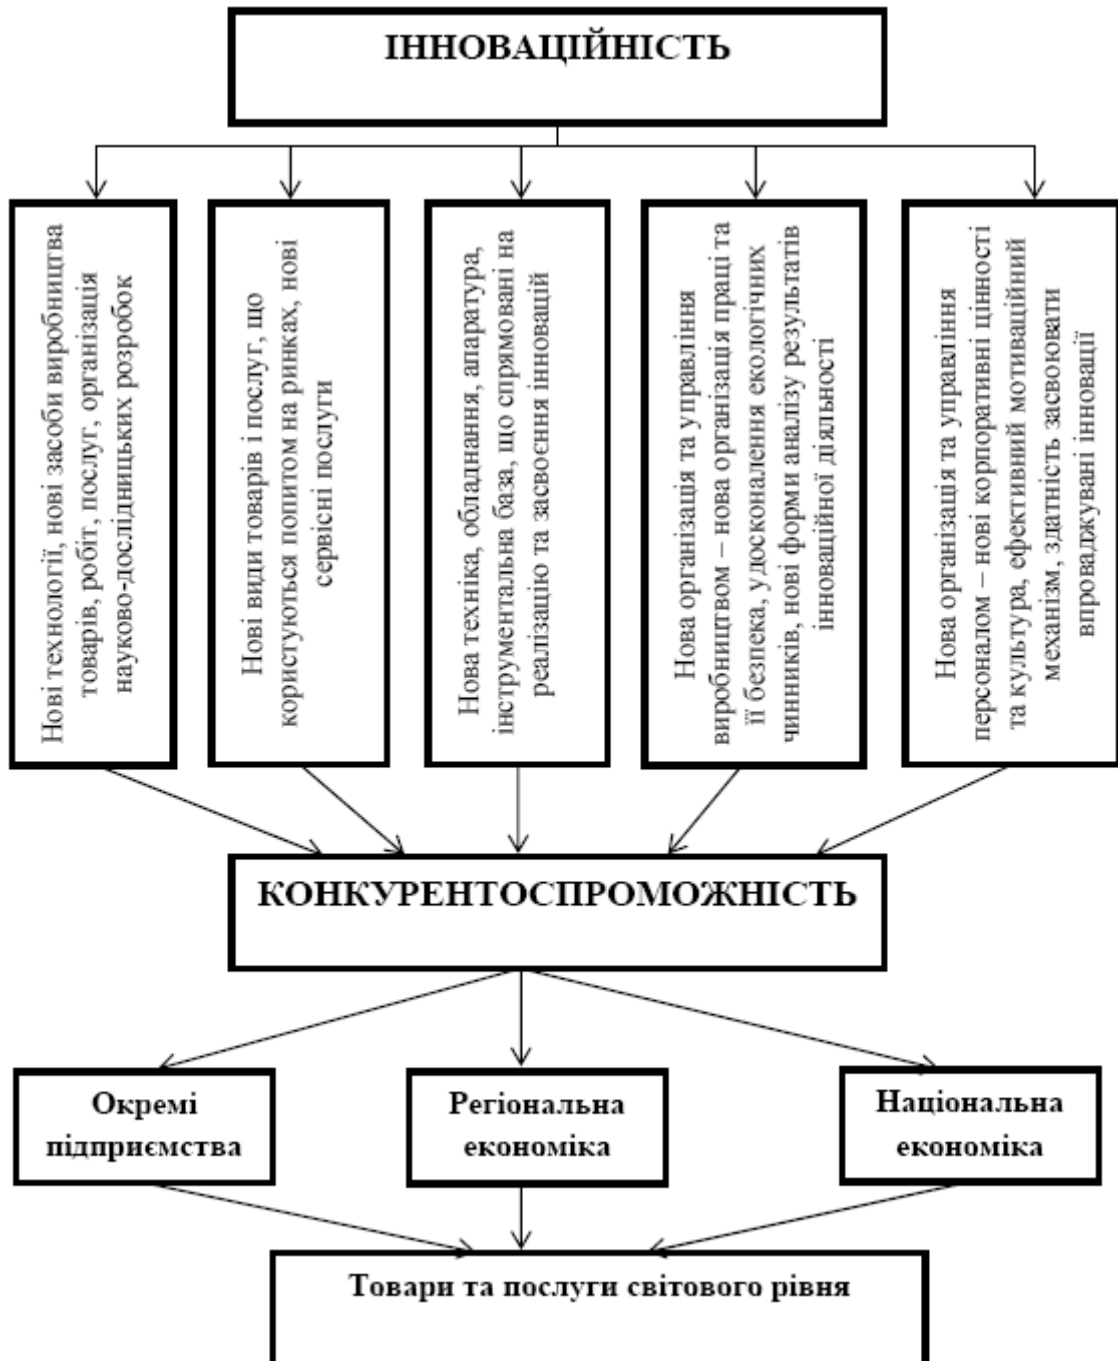 ІННОВАЦІЙНІСТЬ
Нові технології, нові засоби виробництва
товарів, робіт, послуг, організація
науково-дослідницьких розробок
Нові види товарів і послуг, що
користуються попитом на ринках, нові
сервісні послуги
Нова техніка, обладнання, апаратура,
інструментальна база, що спрямовані на
реалізацію та засвоєння інновацій
Нова організація та управління
виробництвом – нова організація праці та
її безпека, удосконалення екологічних
чинників, нові форми аналізу результатів
інноваційної діяльності
Нова організація та управління
персоналом – нові корпоративні цінності
та культура, ефективний мотиваційний
механізм, здатність засвоювати
впроваджувані інновації
КОНКУРЕНТОСПРОМОЖНІСТЬ
Окремі
підприємства
Регіональна
економіка
Національна
економіка
Товари та послуги світового рівня